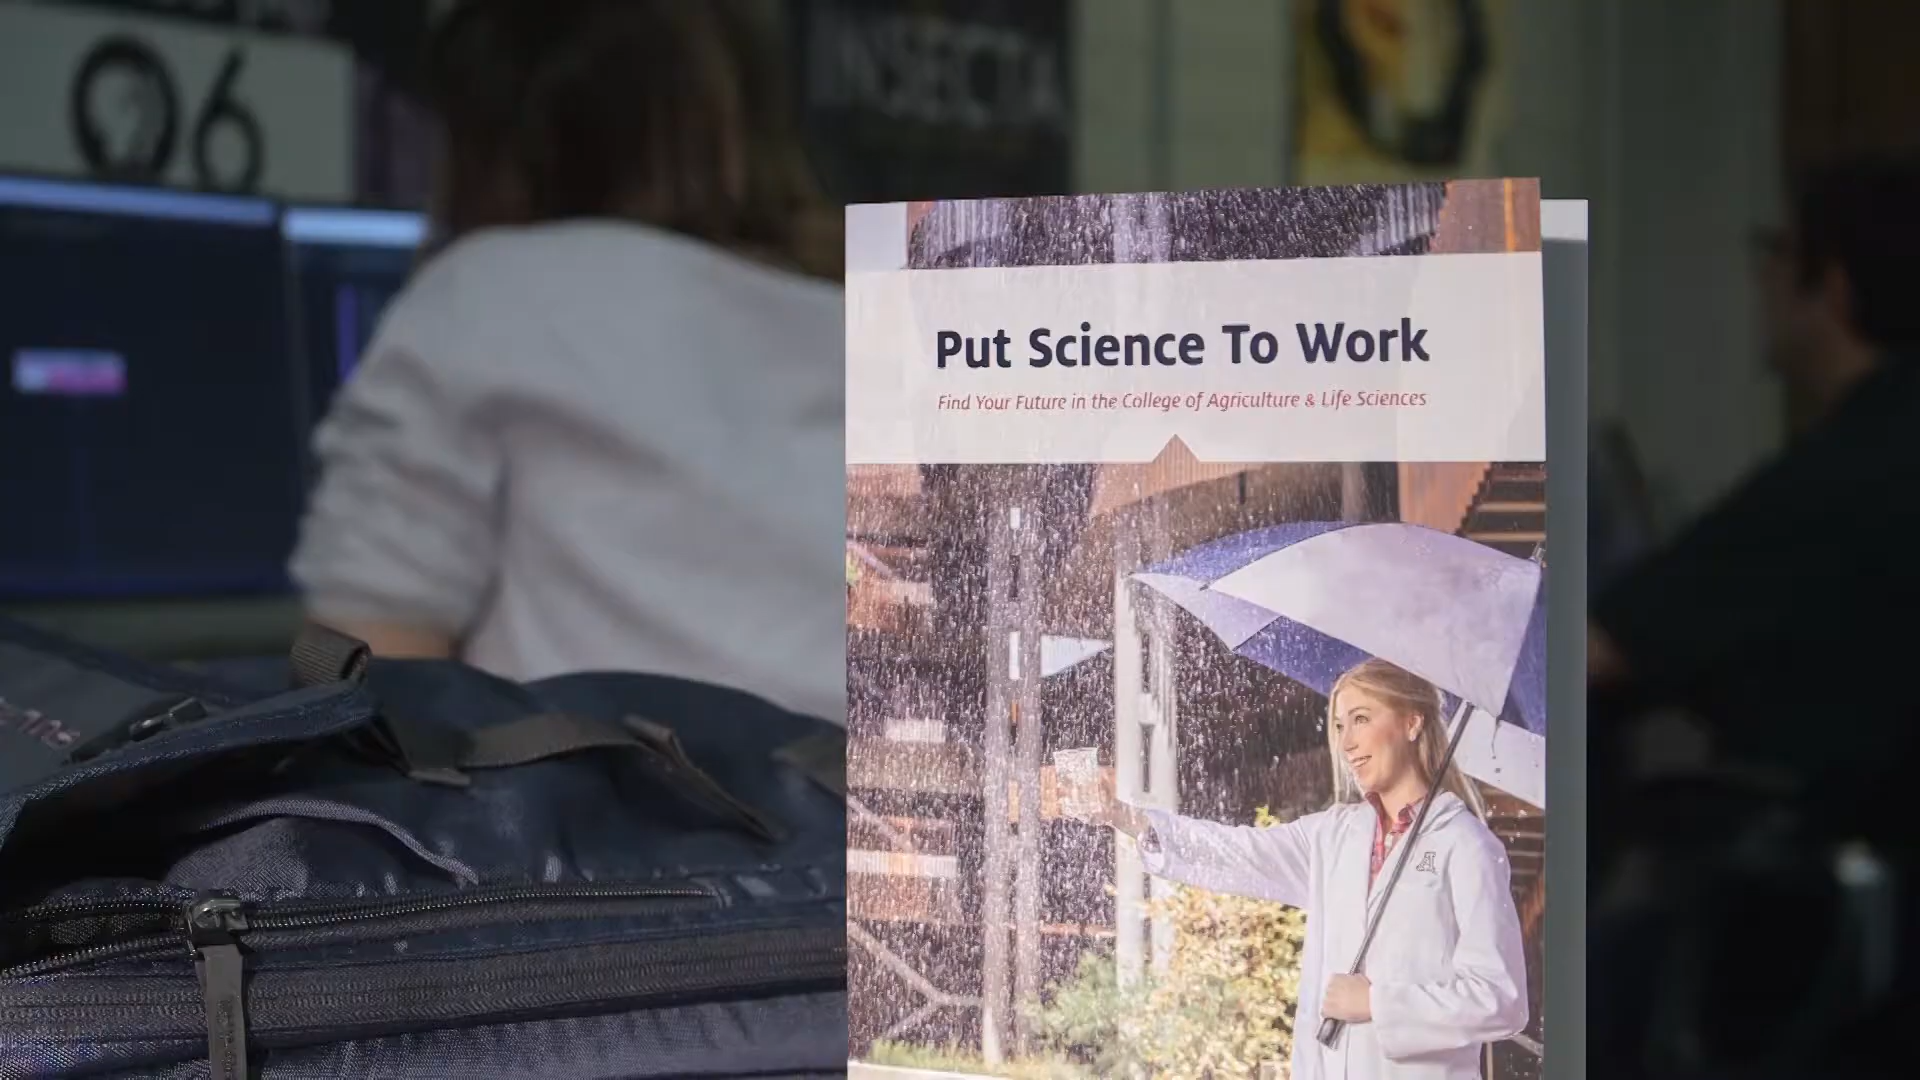 06
INSECTA
Put Science To Work
Find Your Future in the College of Agriculture & Life Sciences
A